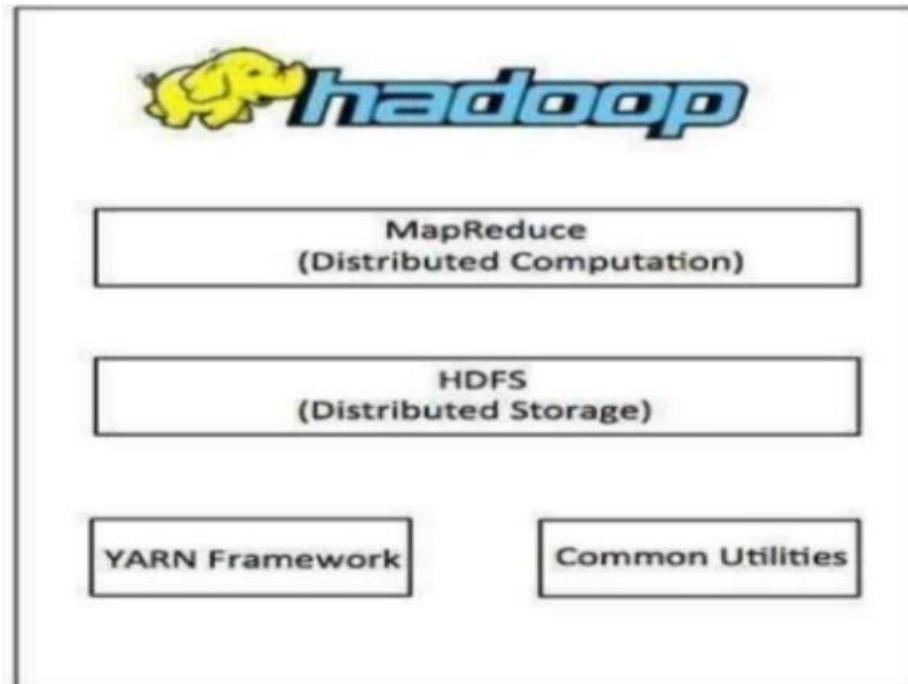 hadoop
MapReduce
(Distributed Computation)
HDFS
(Distributed Storage)
YARN Framework
Common Utilities